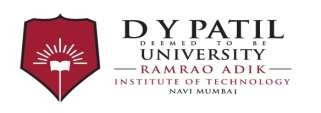 D Y PATIL
DEEMED TO BE
UNIVERSITY
RAMRAO ADIK
INSTITUTE OF TECHNOLOGY
NAVI MUMBAI